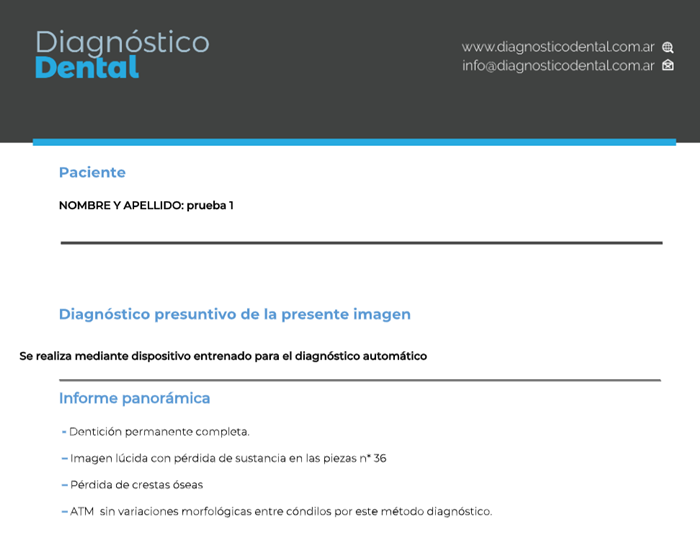 Diagnóstico
Dental
www.diagnosticodental.com.ar
info@diagnosticodental.com.ar
Paciente
NOMBRE Y APELLIDO: prueba 1
Diagnóstico presuntivo de la presente imagen
Se realiza mediante dispositivo entrenado para el diagnóstico automático
Informe panorámica
- Dentición permanente completa.
– Imagen lúcida con pérdida de sustancia en las piezas n* 36
– Pérdida de crestas óseas
– ATM sin variaciones morfológicas entre cóndilos por este método diagnóstico.